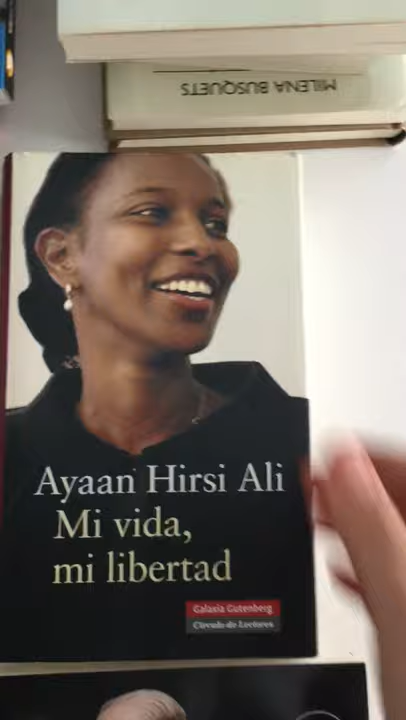 MILENA BUSQUETS
Ayaan Hirsi Ali
Mi vida,
mi libertad
Galaxia Gutenberg
Círculo de Lectores